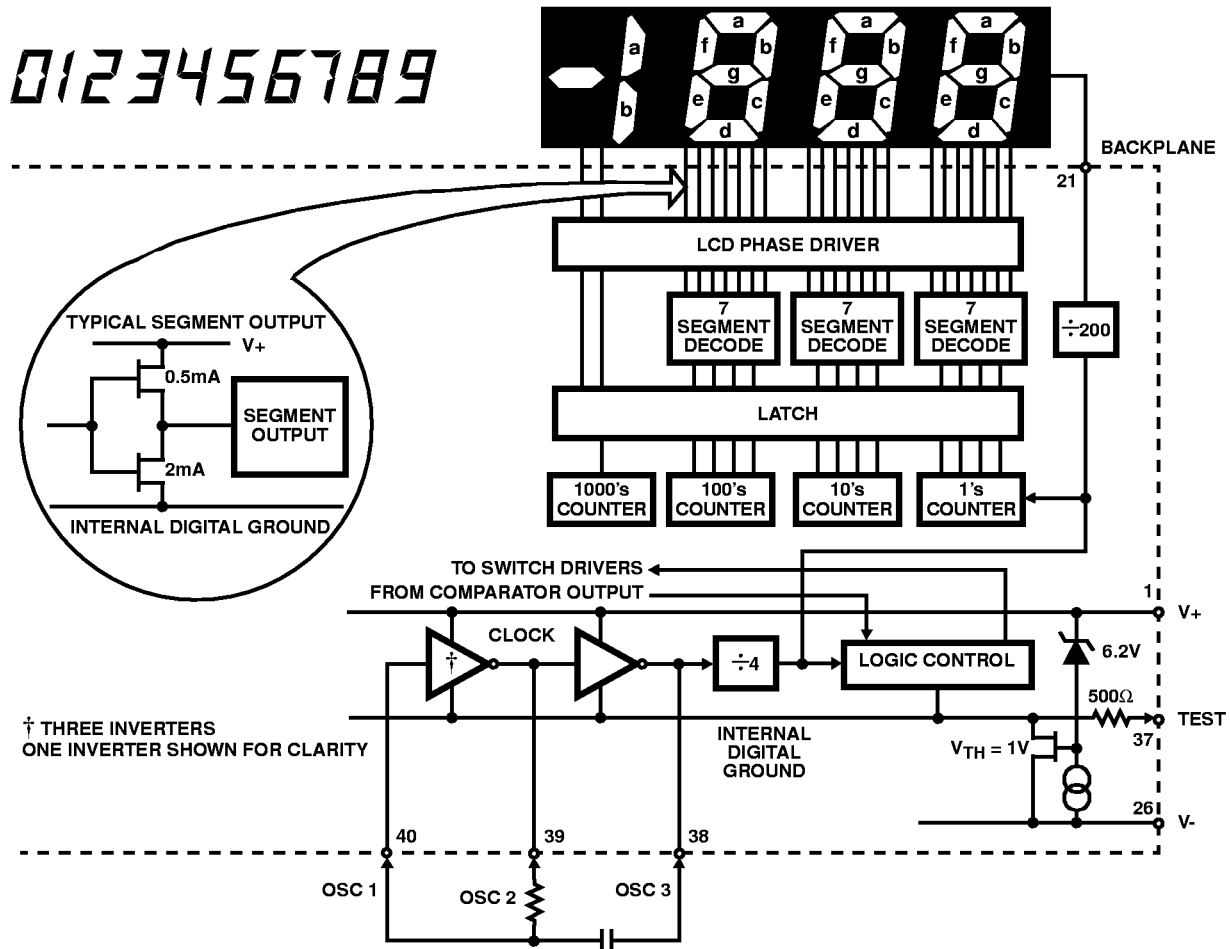 0123456789
a
b
a
f
b
g
e
c
d
a
f
b
g
e
c
d
a
f
b
g
e
c
d
BACKPLANE
21
LCD PHASE DRIVER
7
SEGMENT
DECODE
7
SEGMENT
DECODE
7
SEGMENT
DECODE
÷200
LATCH
1000's
COUNTER
100's
COUNTER
10's
COUNTER
1's
COUNTER
TYPICAL SEGMENT OUTPUT
V+
0.5mA
SEGMENT
OUTPUT
2mA
INTERNAL DIGITAL GROUND
TO SWITCH DRIVERS
FROM COMPARATOR OUTPUT
1
V+
CLOCK
†
÷4
LOGIC CONTROL
6.2V
500Ω
TEST
37
† THREE INVERTERS
ONE INVERTER SHOWN FOR CLARITY
INTERNAL
DIGITAL
GROUND
VTH = 1V
26
V-
40
39
38
OSC 1
OSC 2
OSC 3